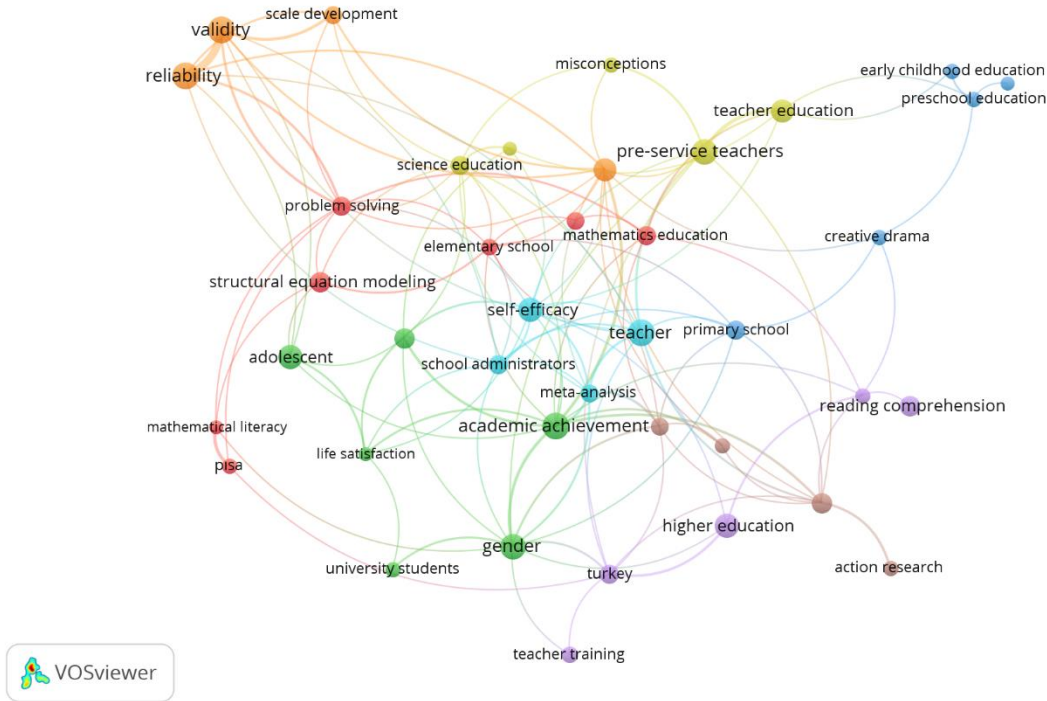 scale development
validity
reliability
misconceptions
early childhood education
preschool education
teacher education
pre-service teachers
science education
problem solving
mathematics education
creative drama
elementary school
structural equation modeling
self-efficacy
teacher
primary school
adolescent
school administrators
meta-analysis
reading comprehension
academic achievement
mathematical literacy
life satisfaction
pısa
higher education
gender
university students
turkey
action research
teacher training
VOSviewer